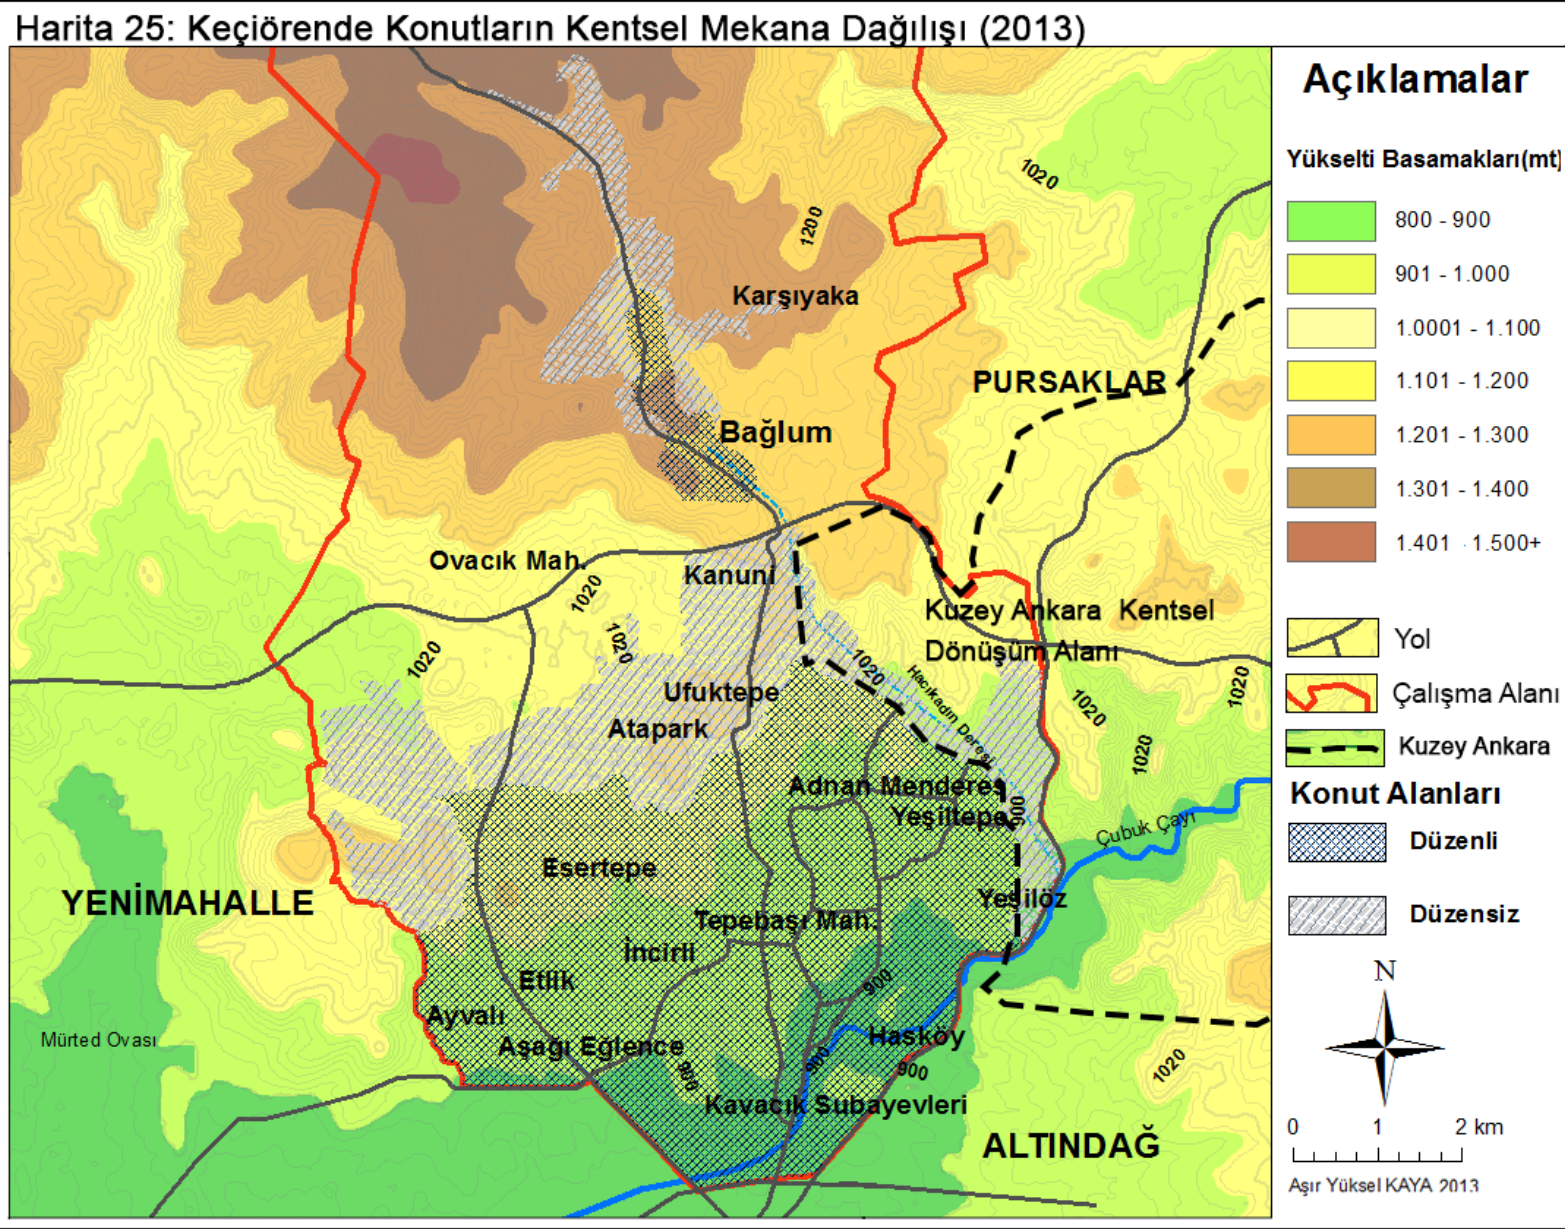 Harita 25: Keçiörende Konutların Kentsel Mekana Dağılışı (2013)
1020
1200
Karşıyaka
PURSAKLAR
Bağlum
Ovacık Mah.
Kanuni
1020
1020
1020
Kuzey Ankara Kentsel
Dönüşüm Alanı
1020
Hacıkadın Deresi
1020
1020
1020
Ufuktepe
Atapark
Adnan Menderes
Yeşiltepe
900
Çubuk Çayı
Esertepe
YENİMAHALLE
Yeşilöz
Tepebaşı Mah.
İncirli
Etlik
900
Ayvalı
Hasköy
Mürted Ovası
Aşağı Eğlence
900
900
900
1020
Kavacık Subayevleri
ALTINDAĞ
Açıklamalar
Yükselti Basamakları(mt)
800 - 900
901 - 1.000
1.0001 - 1.100
1.101 - 1.200
1.201 - 1.300
1.301 - 1.400
1.401 - 1.500+
Yol
Çalışma Alanı
Kuzey Ankara
Konut Alanları
Düzenli
Düzensiz
N
0 1 2 km
Aşır Yüksel KAYA 2013